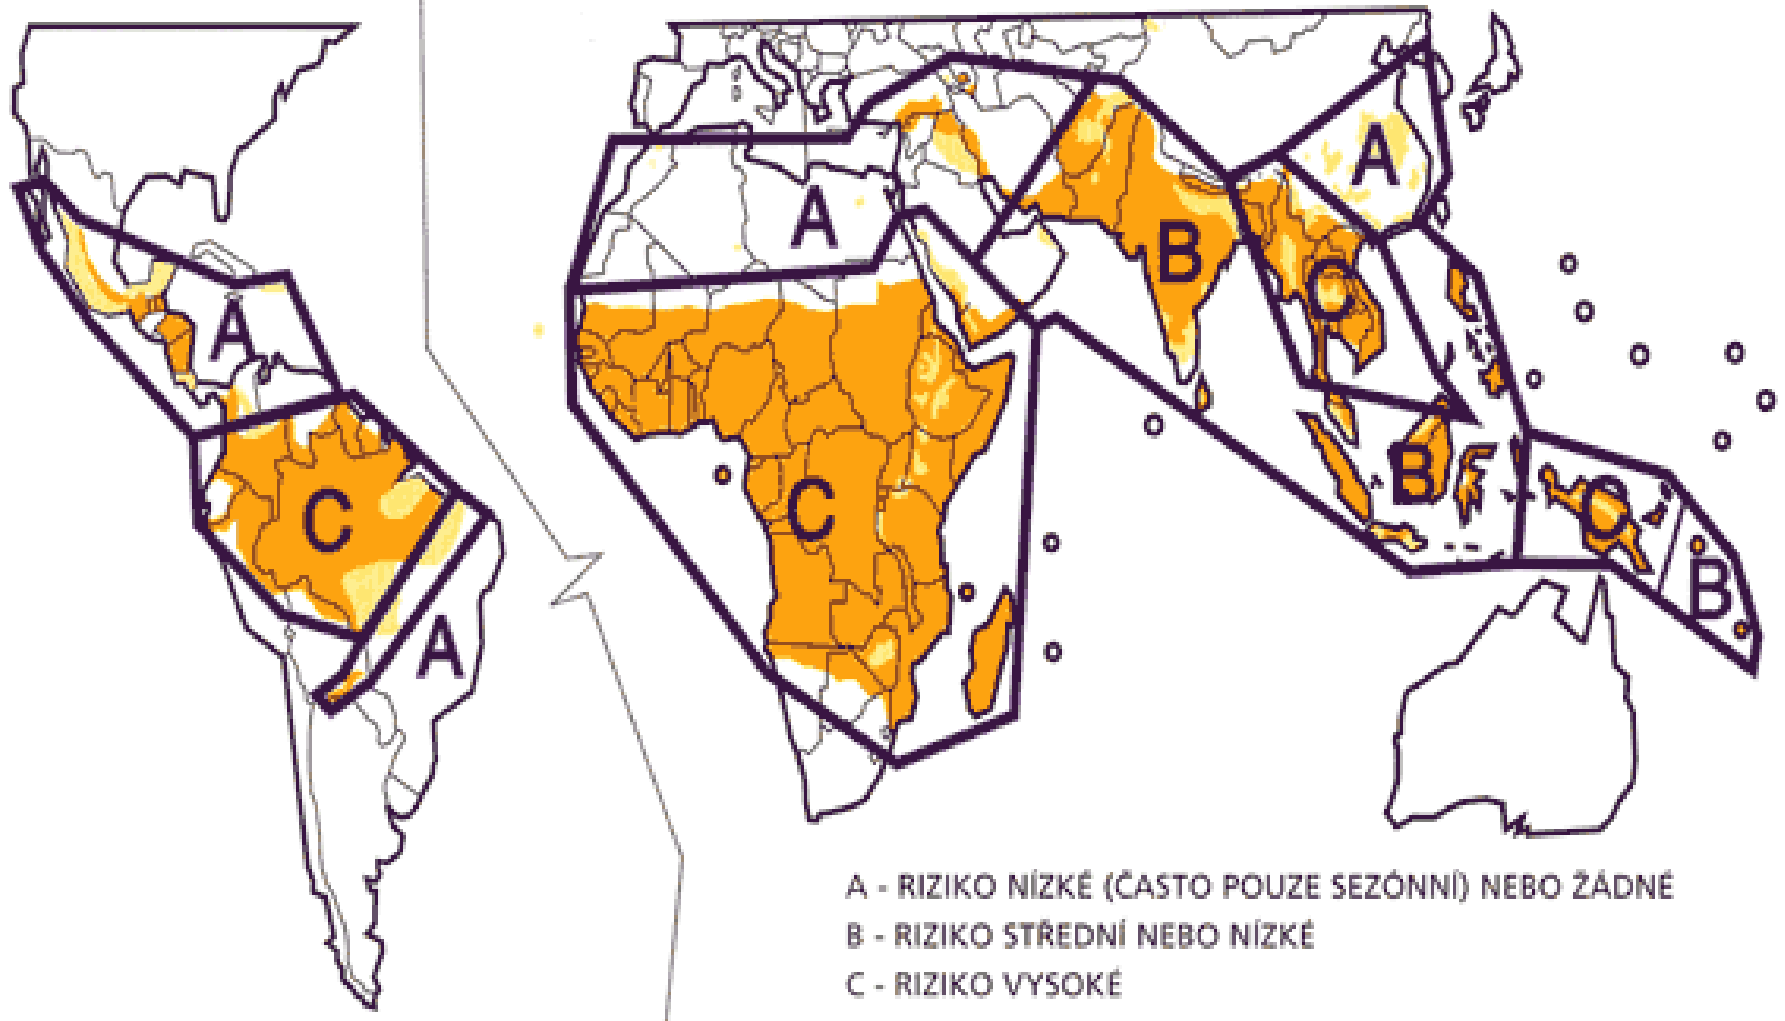 A
A
A
B
C
A
C
C
B
C
B
A
A - RIZIKO NÍZKÉ (ČASTO POUZE SEZÓNNÍ) NEBO ŽÁDNÉ
B - RIZIKO STŘEDNÍ NEBO NÍZKÉ
C - RIZIKO VYSOKÉ